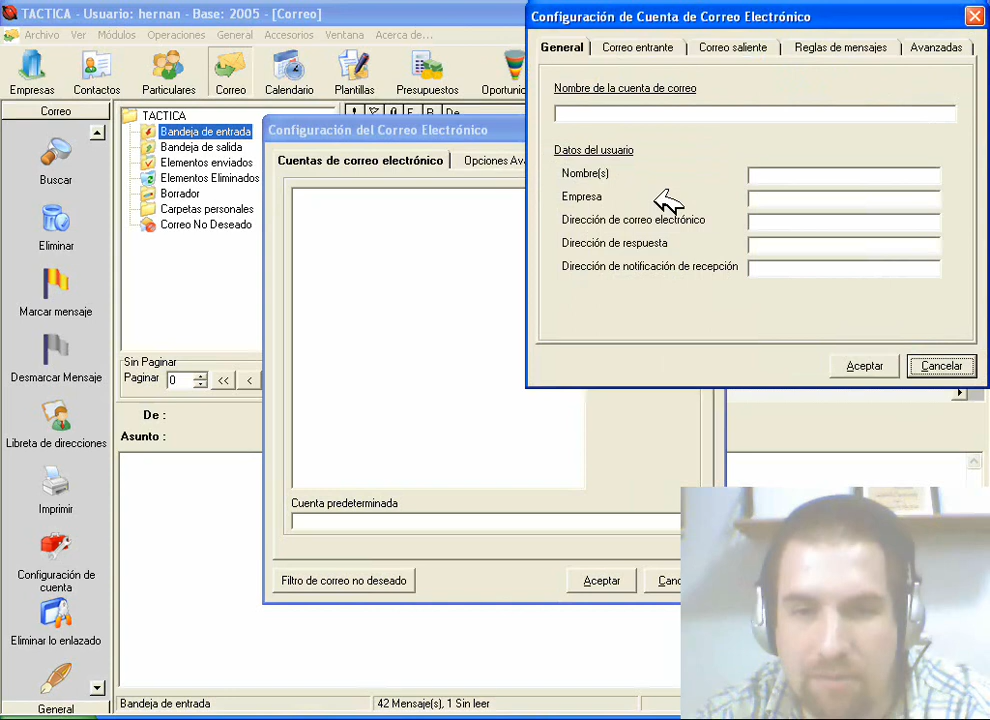 TACTICA - Usuario: hernan - Base: 2005 - [Correo]
Archivo Ver Módulos Operaciones General Accesorios Ventana Acerca de...
Empresas Contactos Particulares Correo Calendario Plantillas Presupuestos
Correo
Buscar
Eliminar
Marcar mensaje
Desmarcar Mensaje
Libreta de direcciones
Imprimir
Configuración de
cuenta
Eliminar lo enlazado
General
TACTICA
Bandeja de entrada
Bandeja de salida
Elementos enviados
Elementos Eliminados
Borrador
Carpetas personales
Correo No Deseado
Sin Paginar
Paginar 0 << <
De :
Asunto :
Configuración del Correo Electrónico
Cuentas de correo electrónico
Cuenta predeterminada
Filtro de correo no deseado
Aceptar
Configuración de Cuenta de Correo Electrónico
General Correo entrante Correo saliente Reglas de mensajes Avanzadas
Nombre de la cuenta de correo
Datos del usuario
Nombre(s)
Empresa
Dirección de correo electrónico
Dirección de respuesta
Dirección de notificación de recepción
Aceptar Cancelar
Bandeja de entrada 42 Mensaje(s), 1 Sin leer